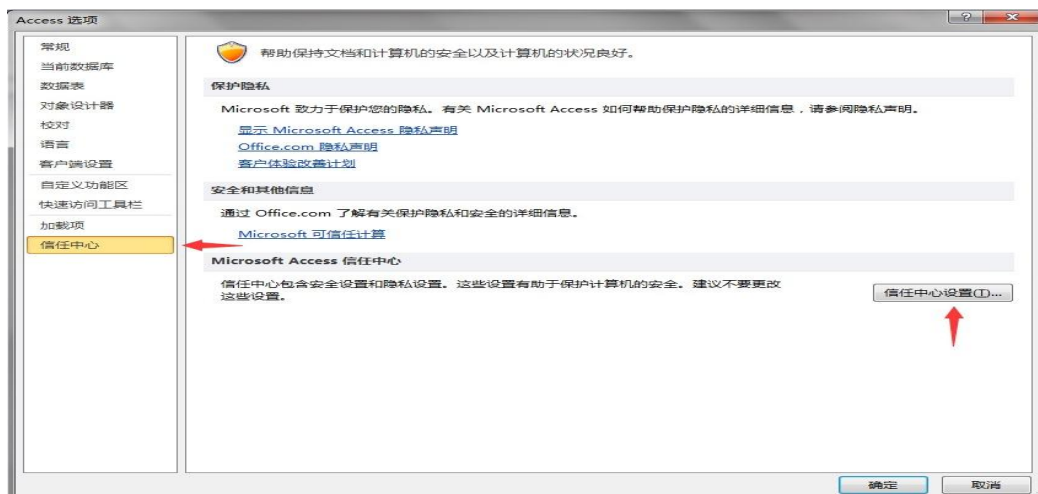 Access 选项
常规
当前数据库
数据表
对象设计器
校对
语言
客户端设置
自定义功能区
快速访问工具栏
加载项
信任中心
帮助保持文档和计算机的安全以及计算机的状况良好。
保护隐私
Microsoft 致力于保护您的隐私。有关 Microsoft Access 如何帮助保护隐私的详细信息，请参阅隐私声明。
显示 Microsoft Access 隐私声明
Office.com 隐私声明
客户体验改善计划
安全和其他信息
通过 Office.com 了解有关保护隐私和安全的详细信息。
Microsoft 可信任计算
Microsoft Access 信任中心
信任中心包含安全设置和隐私设置。这些设置有助于保护计算机的安全。建议不要更改
这些设置。
信任中心设置(T)...
确定
取消